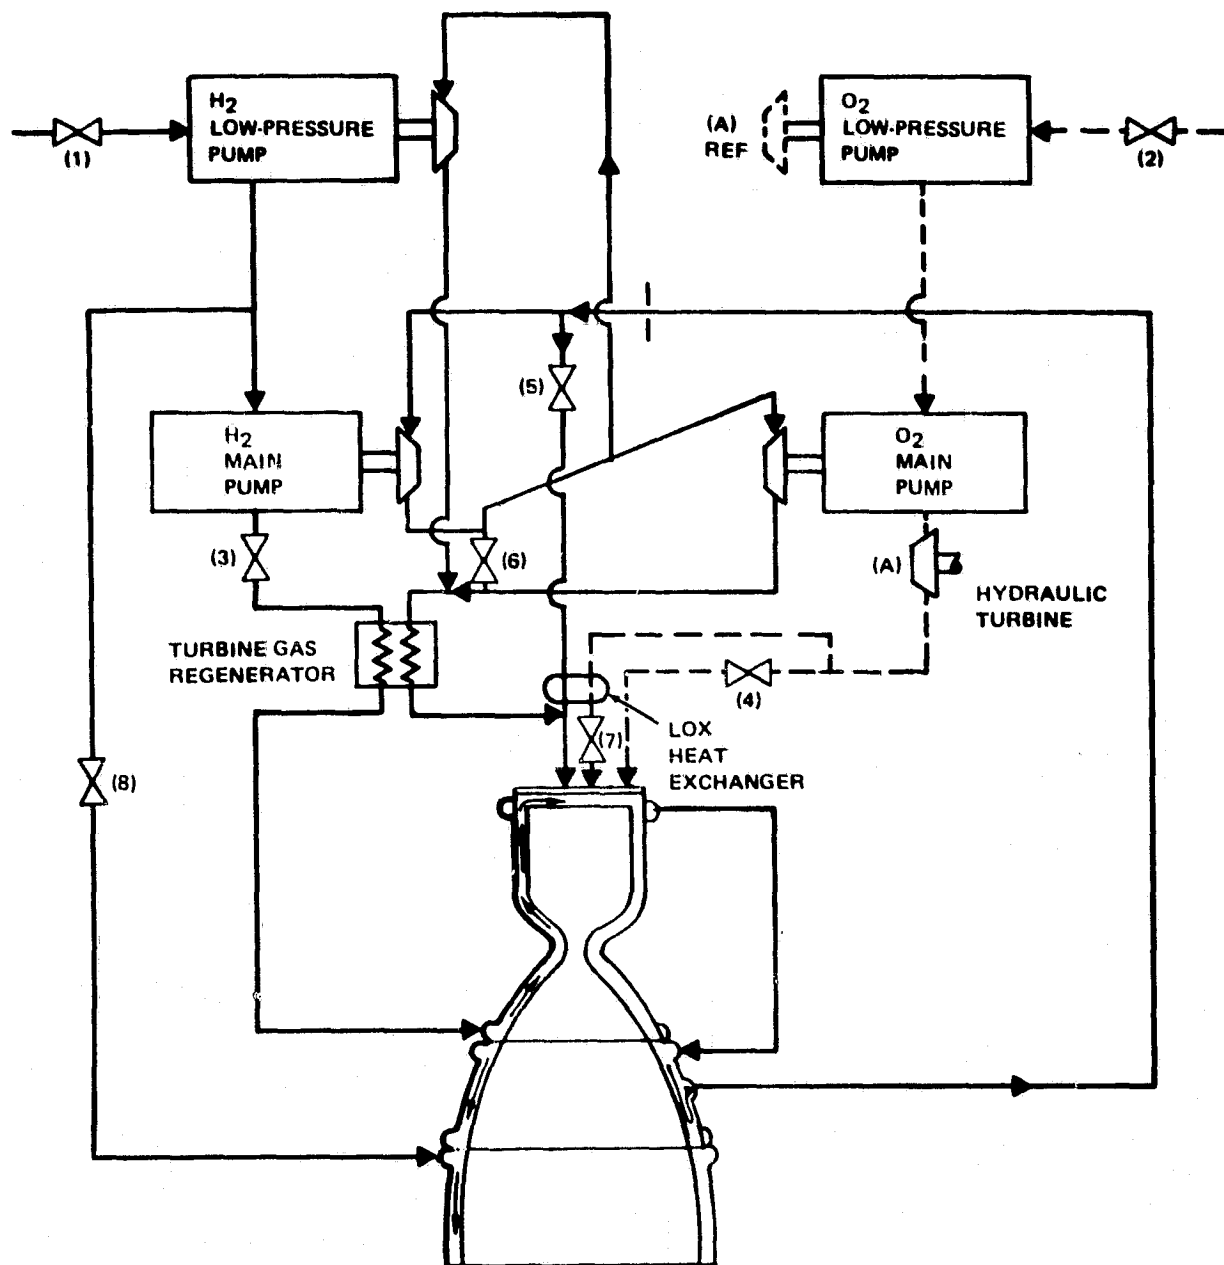 H2
LOW-PRESSURE
PUMP
(1)
(A)
REF
O2
LOW-PRESSURE
PUMP
(2)
(5)
H2
MAIN
PUMP
O2
MAIN
PUMP
(3)
(6)
(A)
HYDRAULIC
TURBINE
TURBINE GAS
REGENERATOR
(4)
(7)
LOX
HEAT
EXCHANGER
(8)